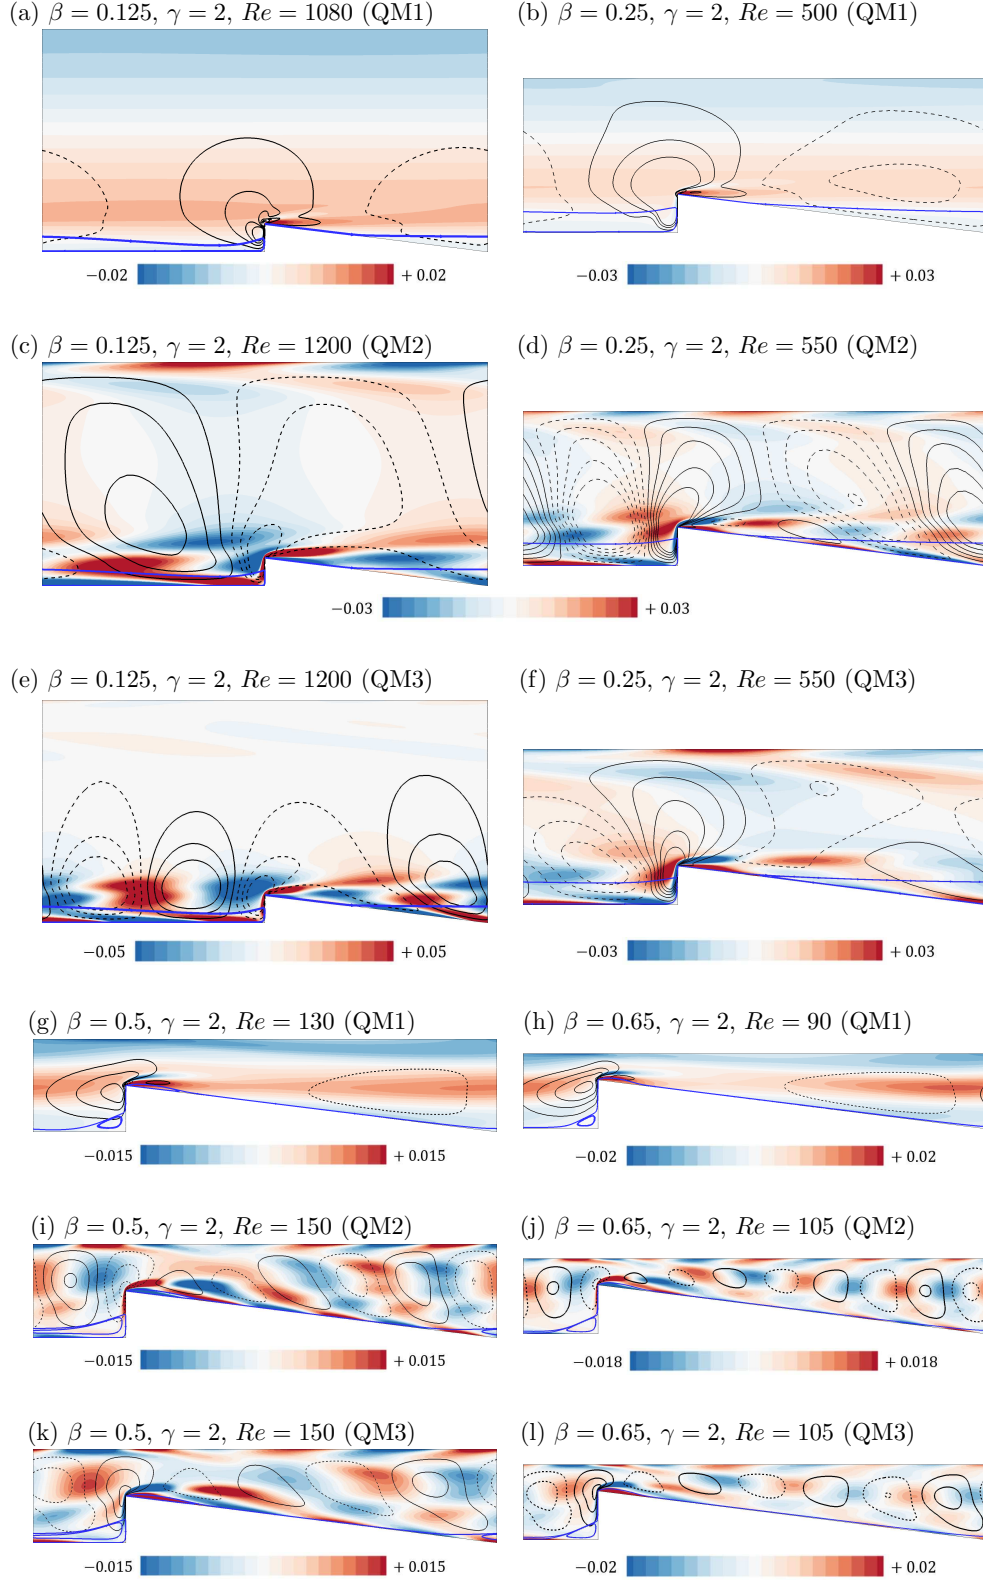 (a) β = 0.125, γ = 2, Re = 1080 (QM1)
(b) β = 0.25, γ = 2, Re = 500 (QM1)
−0.02 + 0.02
−0.03 + 0.03
(c) β = 0.125, γ = 2, Re = 1200 (QM2)
(d) β = 0.25, γ = 2, Re = 550 (QM2)
−0.03 + 0.03
(e) β = 0.125, γ = 2, Re = 1200 (QM3)
(f) β = 0.25, γ = 2, Re = 550 (QM3)
−0.05 + 0.05
−0.03 + 0.03
(g) β = 0.5, γ = 2, Re = 130 (QM1)
(h) β = 0.65, γ = 2, Re = 90 (QM1)
−0.015 + 0.015
−0.02 + 0.02
(i) β = 0.5, γ = 2, Re = 150 (QM2)
(j) β = 0.65, γ = 2, Re = 105 (QM2)
−0.015 + 0.015
−0.018 + 0.018
(k) β = 0.5, γ = 2, Re = 150 (QM3)
(l) β = 0.65, γ = 2, Re = 105 (QM3)
−0.015 + 0.015
−0.02 + 0.02